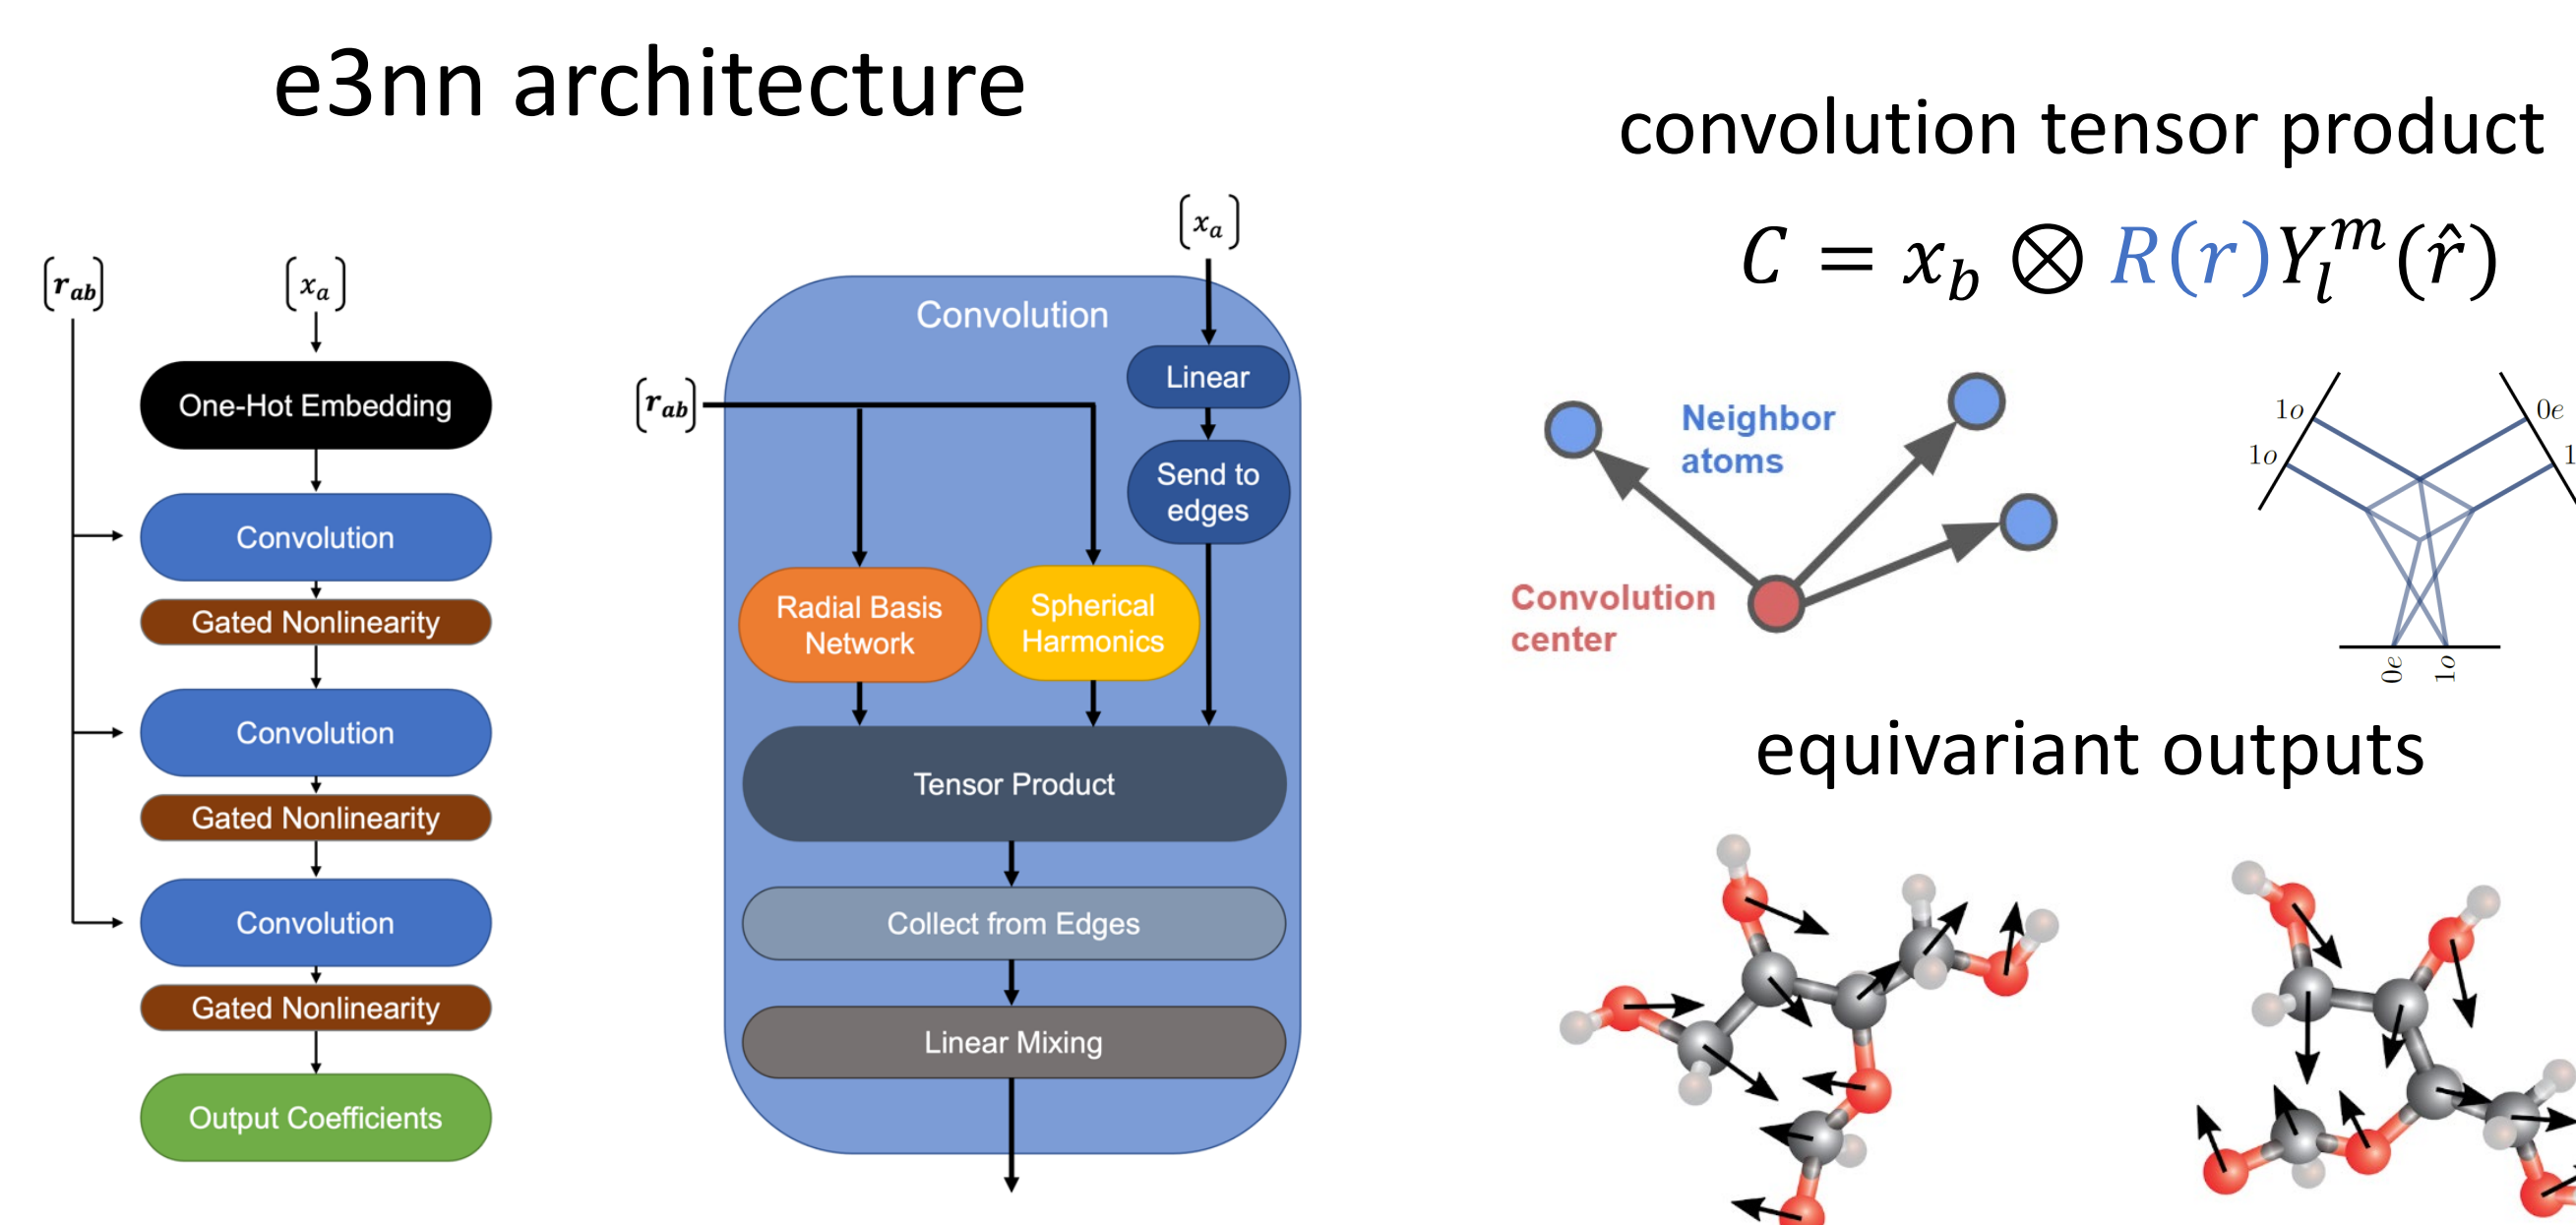 e3nn architecture
[r_ab]
[x_a]
One-Hot Embedding
Convolution
Gated Nonlinearity
Convolution
Gated Nonlinearity
Convolution
Gated Nonlinearity
Output Coefficients
[x_a]
Convolution
[r_ab]
Linear
Send to
edges
Radial Basis
Network
Spherical
Harmonics
Tensor Product
Collect from Edges
Linear Mixing
convolution tensor product
C = x_b ⊗ R(r)Y_l^m(r̂)
Neighbor
atoms
Convolution
center
1o
1o
0e
1
0e
1o
equivariant outputs